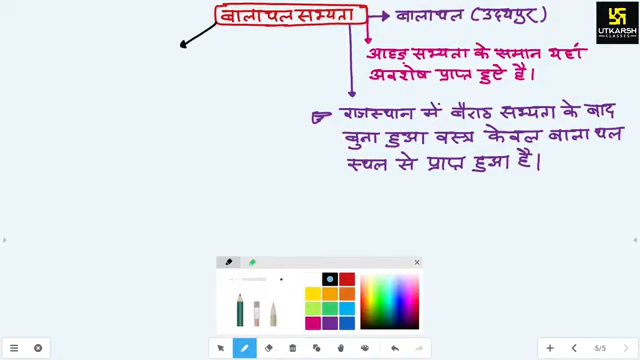 बालाथल सभ्यता → बालाथल (उदयपुर)
आहड़ सभ्यता के समान यहाँ
अवशेष प्राप्त हुऐ है।
राजस्थान में बैराठ सभ्यता के बाद
बुना हुआ वस्त्र केवल बालाथल
स्थल से प्राप्त हुआ है।
UTKARSH
CLASSES
5/5